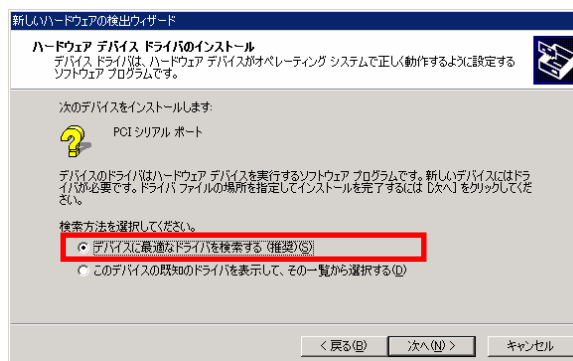 新しいハードウェアの検出ウィザード
ハードウェア デバイス ドライバのインストール
デバイス ドライバは、ハードウェア デバイスがオペレーティング システムで正しく動作するように設定する
ソフトウェア プログラムです。
次のデバイスをインストールします:
PCI シリアル ポート
デバイスのドライバはハードウェア デバイスを実行するソフトウェア プログラムです。新しいデバイスにはドラ
イバが必要です。ドライバ ファイルの場所を指定してインストールを完了するには [次へ] をクリックしてくだ
さい。
検索方法を選択してください。
デバイスに最適なドライバを検索する (推奨)(S)
このデバイスの既知のドライバを表示して、その一覧から選択する(D)
< 戻る(B)
次へ(N) >
キャンセル